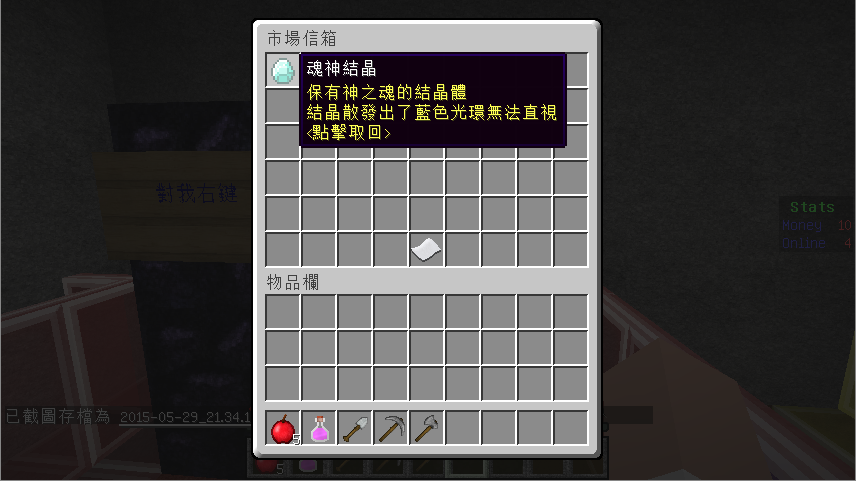 市場信箱
魂神結晶
保有神之魂的結晶體
結晶散發出了藍色光環無法直視
<點擊取回>
對我右鍵
Stats
Money 10
Online 4
物品欄
已截圖存檔為 2015-05-29_21.34.1
5
5